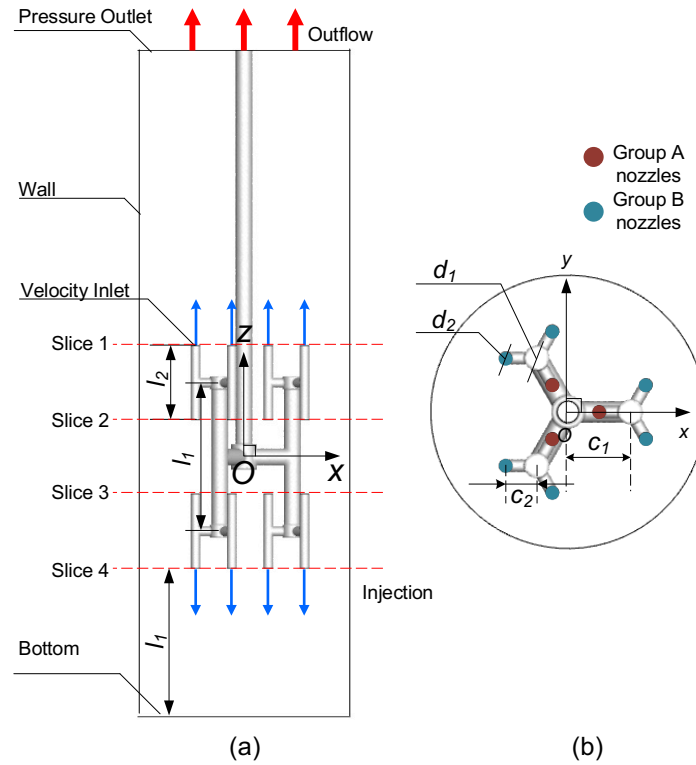 Pressure Outlet
Outflow
Wall
Velocity Inlet
Slice 1
Slice 2
Slice 3
Slice 4
Bottom
Injection
z
x
O
l₂
l₁
l₁
(a)
Group A
nozzles
Group B
nozzles
d₁
d₂
y
x
O
c₁
c₂
(b)